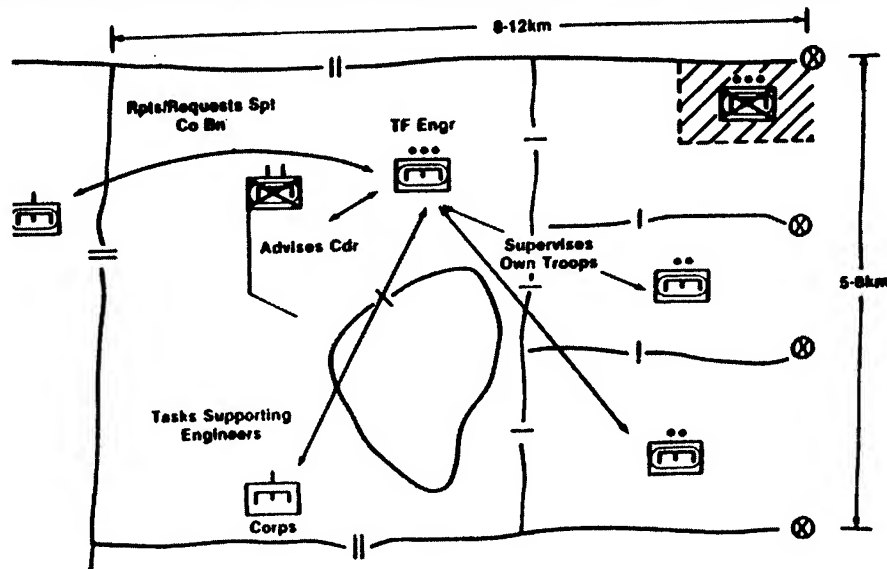 8-12km
Rpts/Requests Spt
Co Bn
TF Engr
Advises Cdr
Supervises
Own Troops
5-8km
Tasks Supporting
Engineers
Corps